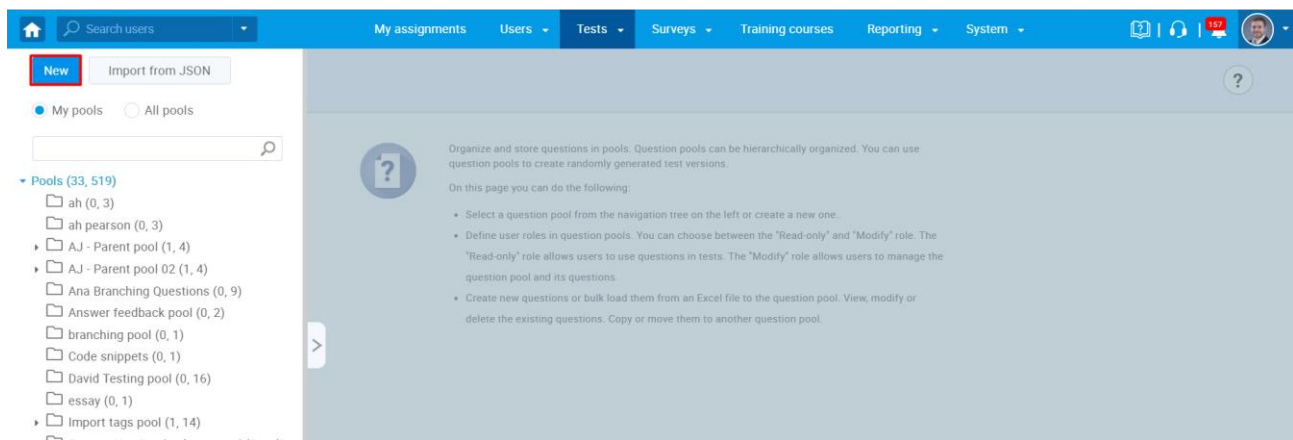 Search users
My assignments
Users
Tests
Surveys
Training courses
Reporting
System
157
New
Import from JSON
?
My pools
All pools
Pools (33, 519)
ah (0, 3)
ah pearson (0, 3)
AJ - Parent pool (1, 4)
AJ - Parent pool 02 (1, 4)
Ana Branching Questions (0, 9)
Answer feedback pool (0, 2)
branching pool (0, 1)
Code snippets (0, 1)
David Testing pool (0, 16)
essay (0, 1)
Import tags pool (1, 14)
?
Organize and store questions in pools. Question pools can be hierarchically organized. You can use
question pools to create randomly generated test versions.
On this page you can do the following:
Select a question pool from the navigation tree on the left or create a new one..
Define user roles in question pools. You can choose between the "Read-only" and "Modify" role. The
"Read-only" role allows users to use questions in tests. The "Modify" role allows users to manage the
question pool and its questions.
Create new questions or bulk load them from an Excel file to the question pool. View, modify or
delete the existing questions. Copy or move them to another question pool.